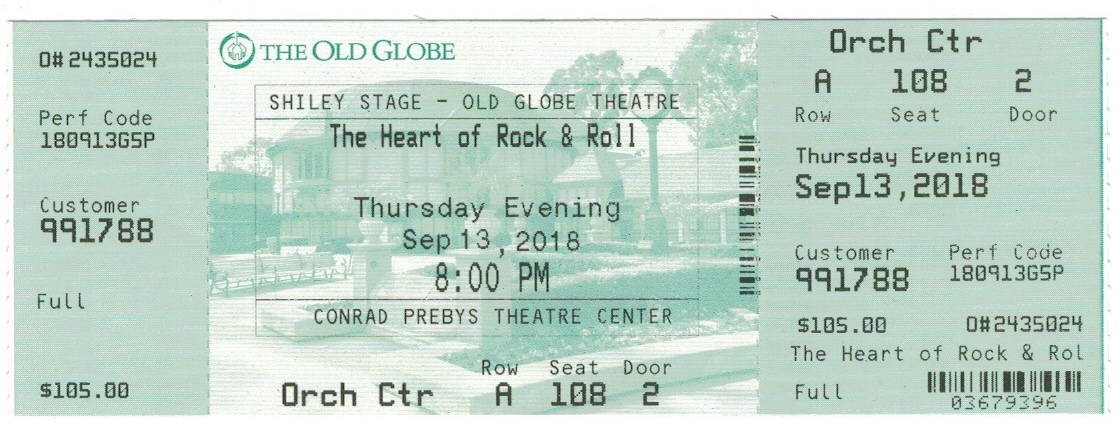 O# 2435024
Perf Code
180913G5P
Customer
991788
Full
$105.00
THE OLD GLOBE
SHILEY STAGE - OLD GLOBE THEATRE
The Heart of Rock & Roll
Thursday Evening
Sep 13, 2018
8:00 PM
CONRAD PREBYS THEATRE CENTER
Row Seat Door
Orch Ctr A 108 2
Orch Ctr
A 108 2
Row Seat Door
Thursday Evening
Sep13,2018
Customer Perf Code
991788 180913G5P
$105.00 O#2435024
The Heart of Rock & Rol
Full
03679396